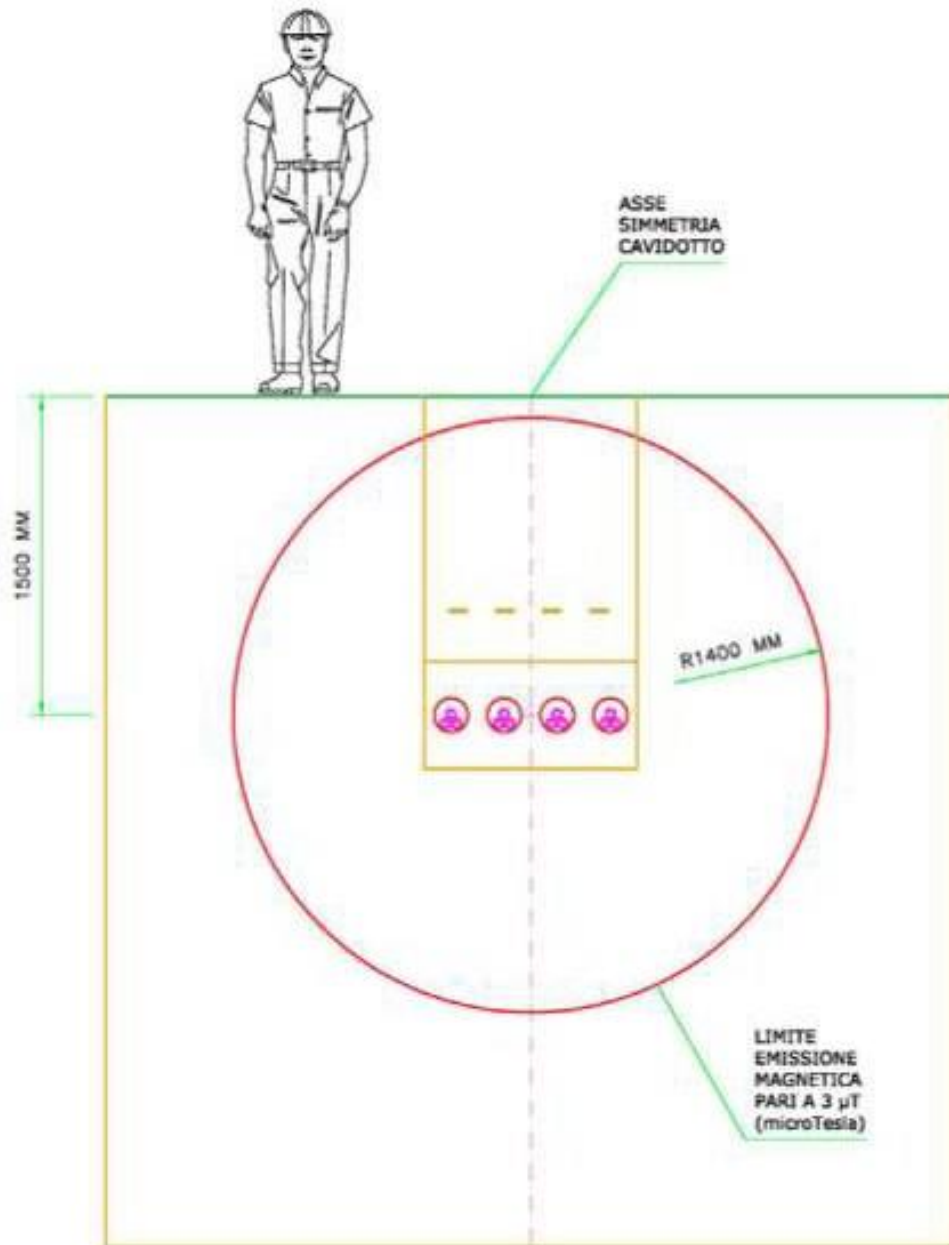 ASSE
SIMMETRIA
CAVIDOTTO
1500 MM
R1400 MM
LIMITE
EMISSIONE
MAGNETICA
PARI A 3 µT
(microTesla)